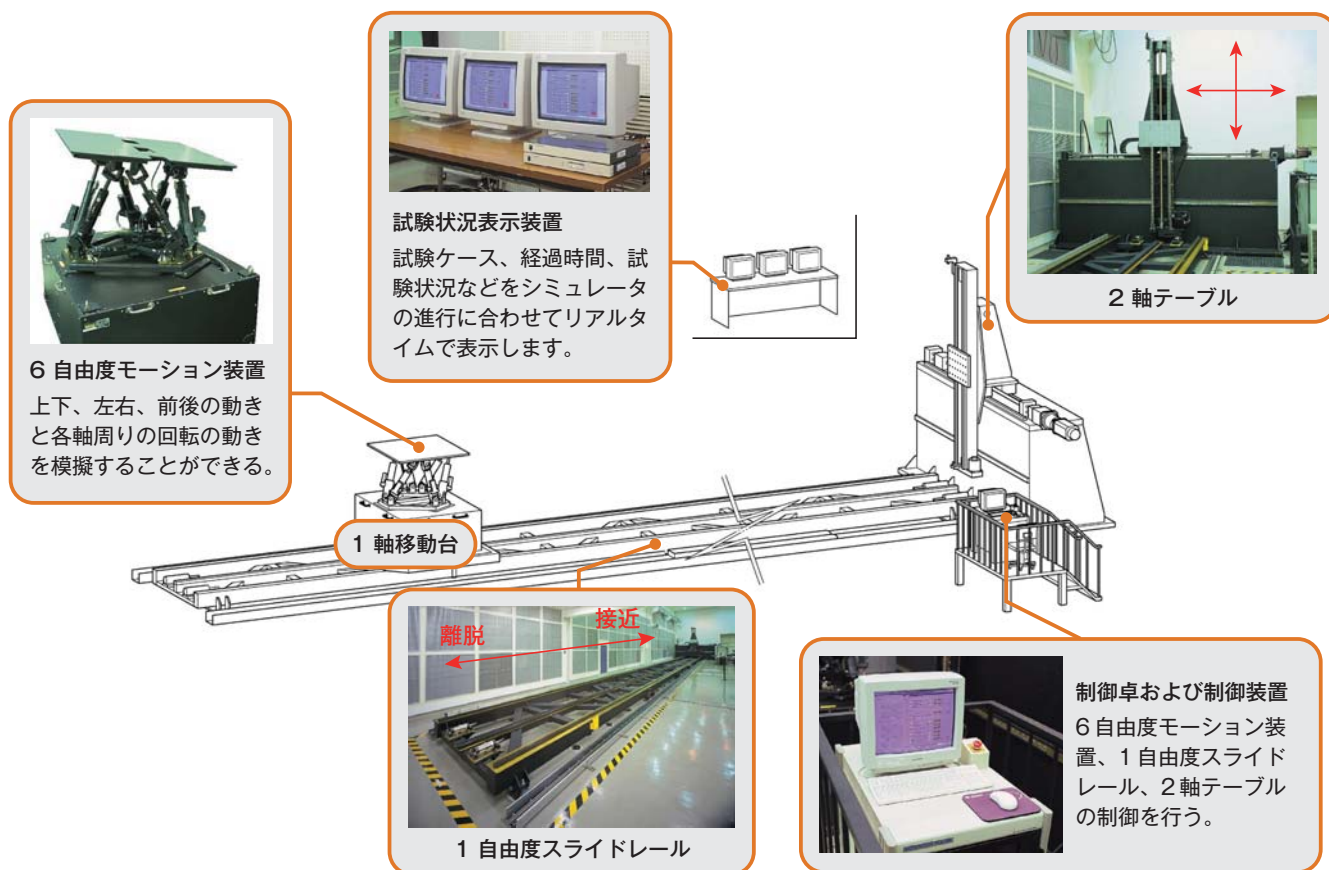 6 自由度モーション装置
上下、左右、前後の動き
と各軸周りの回転の動き
を模擬することができる。
試験状況表示装置
試験ケース、経過時間、試
験状況などをシミュレータ
の進行に合わせてリアルタ
イムで表示します。
2 軸テーブル
1 軸移動台
離脱
接近
1 自由度スライドレール
制御卓および制御装置
6 自由度モーション装
置、1 自由度スライド
レール、2 軸テーブル
の制御を行う。